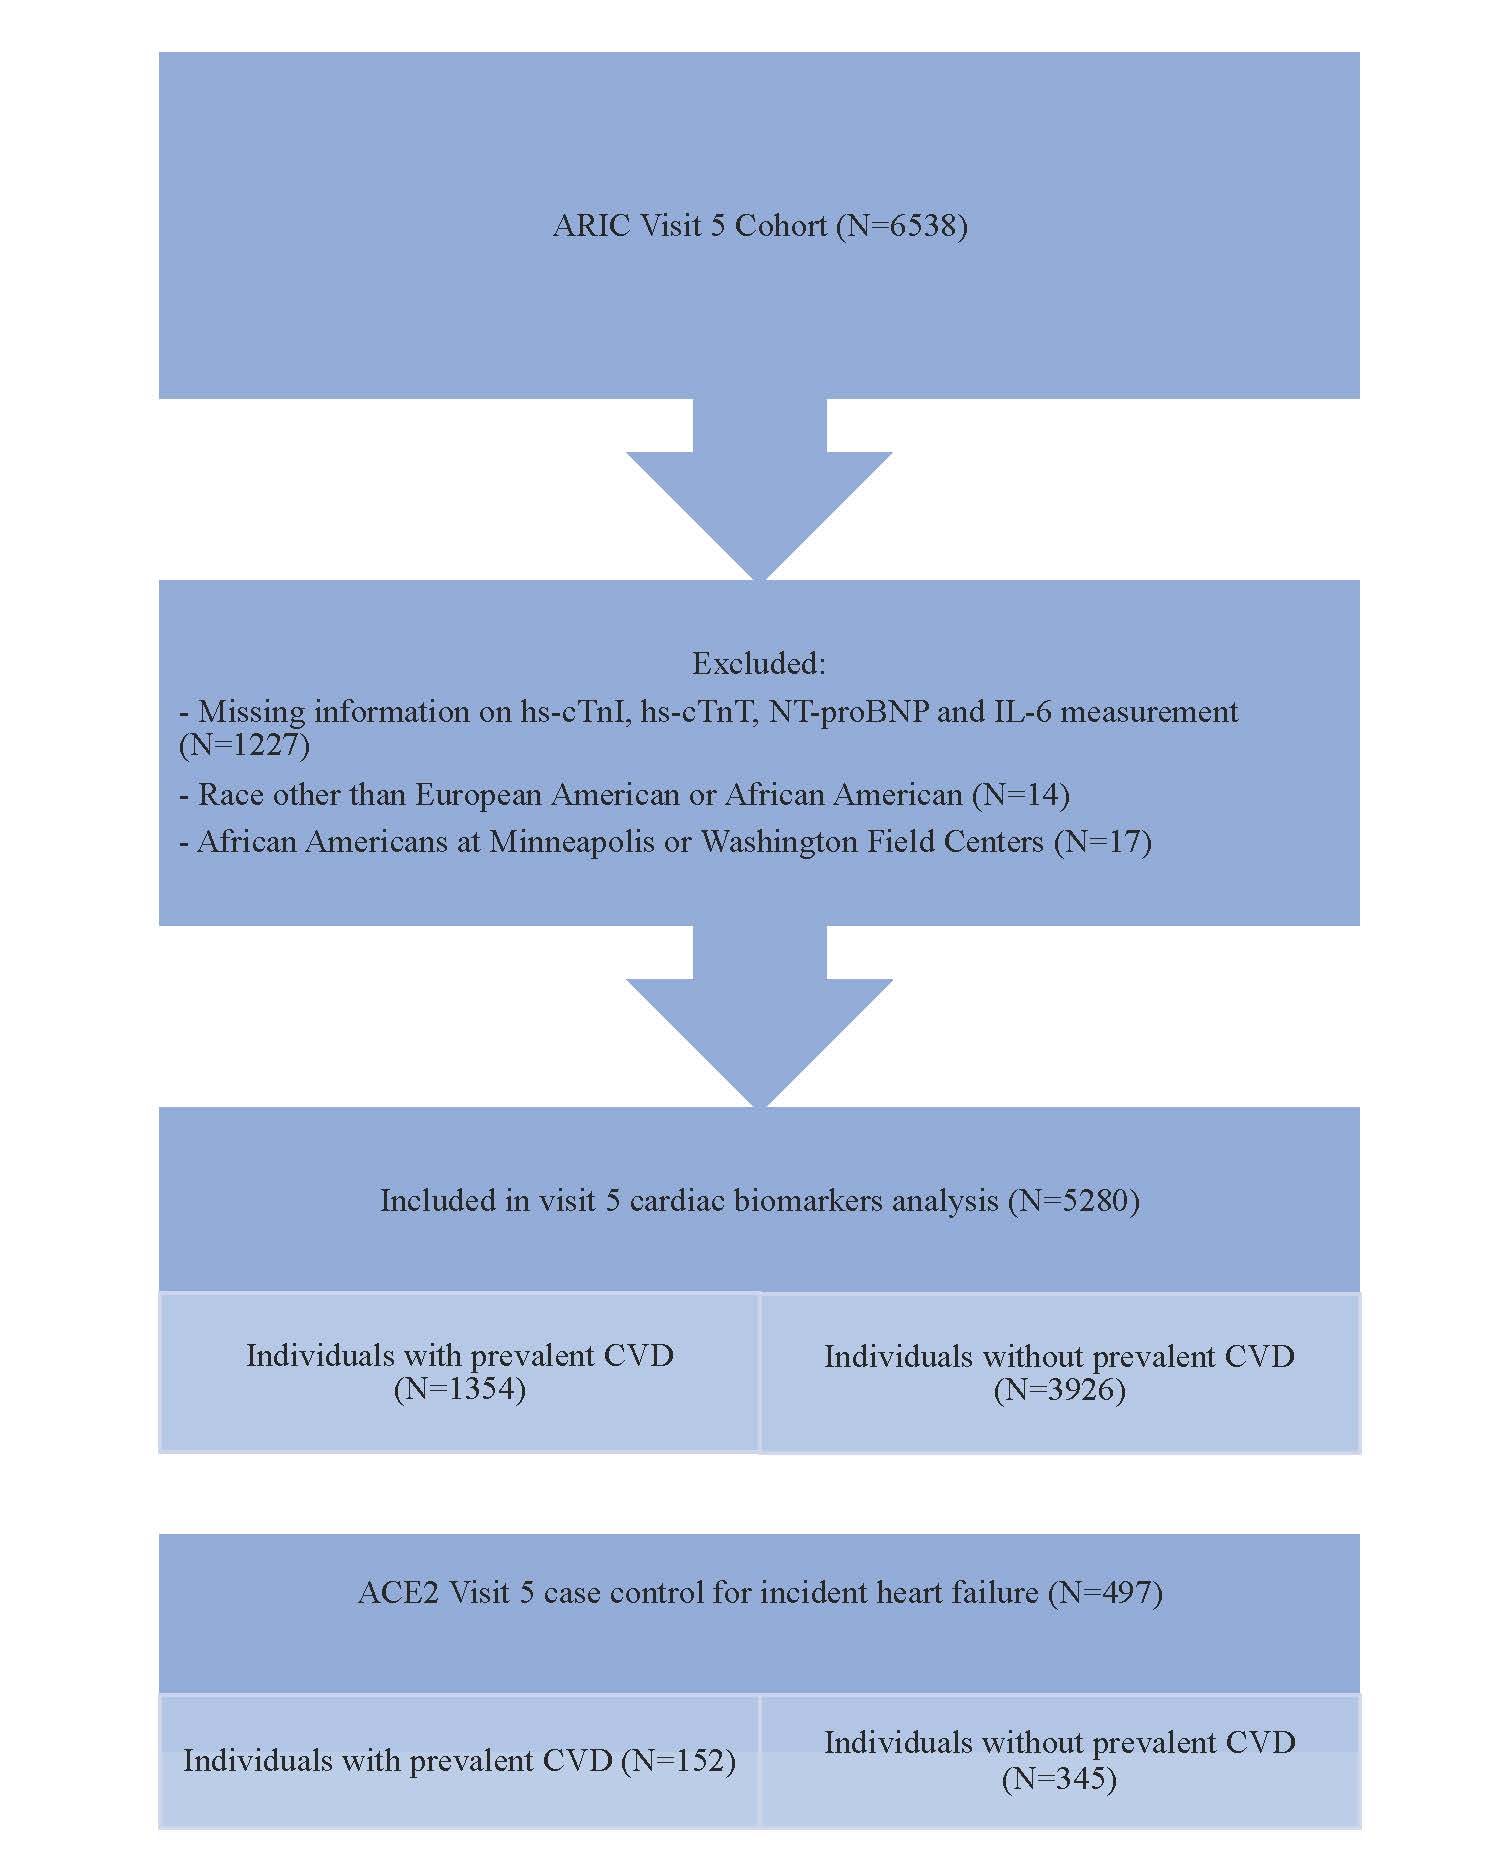 ARIC Visit 5 Cohort (N=6538)
Excluded:
- Missing information on hs-cTnI, hs-cTnT, NT-proBNP and IL-6 measurement
(N=1227)
- Race other than European American or African American (N=14)
- African Americans at Minneapolis or Washington Field Centers (N=17)
Included in visit 5 cardiac biomarkers analysis (N=5280)
Individuals with prevalent CVD
(N=1354)
Individuals without prevalent CVD
(N=3926)
ACE2 Visit 5 case control for incident heart failure (N=497)
Individuals with prevalent CVD (N=152)
Individuals without prevalent CVD
(N=345)